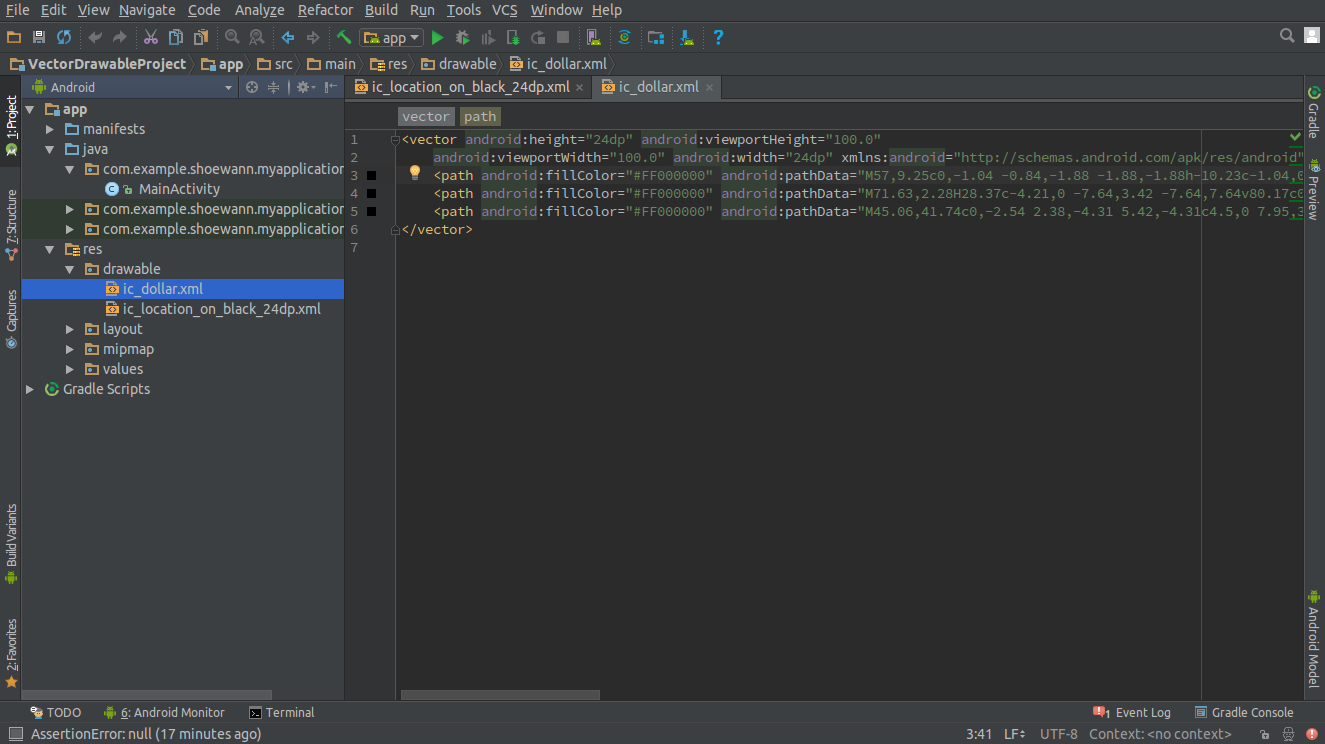 File Edit View Navigate Code Analyze Refactor Build Run Tools VCS Window Help
app
VectorDrawableProject app src main res drawable ic_dollar.xml
Android
ic_location_on_black_24dp.xml ic_dollar.xml
1: Project
7: Structure
Captures
Build Variants
2: Favorites
app
manifests
java
com.example.shoewann.myapplication
MainActivity
com.example.shoewann.myapplication
com.example.shoewann.myapplication
res
drawable
ic_dollar.xml
ic_location_on_black_24dp.xml
layout
mipmap
values
Gradle Scripts
vector path
1 <vector android:height="24dp" android:viewportHeight="100.0"
2 android:viewportWidth="100.0" android:width="24dp" xmlns:android="http://schemas.android.com/apk/res/android"
3 <path android:fillColor="#FF000000" android:pathData="M57,9.25c0,-1.04 -0.84,-1.88 -1.88,-1.88h-10.23c-1.04,0
4 <path android:fillColor="#FF000000" android:pathData="M71.63,2.28H28.37c-4.21,0 -7.64,3.42 -7.64,7.64v80.17c0
5 <path android:fillColor="#FF000000" android:pathData="M45.06,41.74c0,-2.54 2.38,-4.31 5.42,-4.31c4.5,0 7.95,3
6 </vector>
7
Gradle
Preview
Android Model
TODO 6: Android Monitor Terminal 1 Event Log Gradle Console
AssertionError: null (17 minutes ago) 3:41 LF UTF-8 Context: <no context>